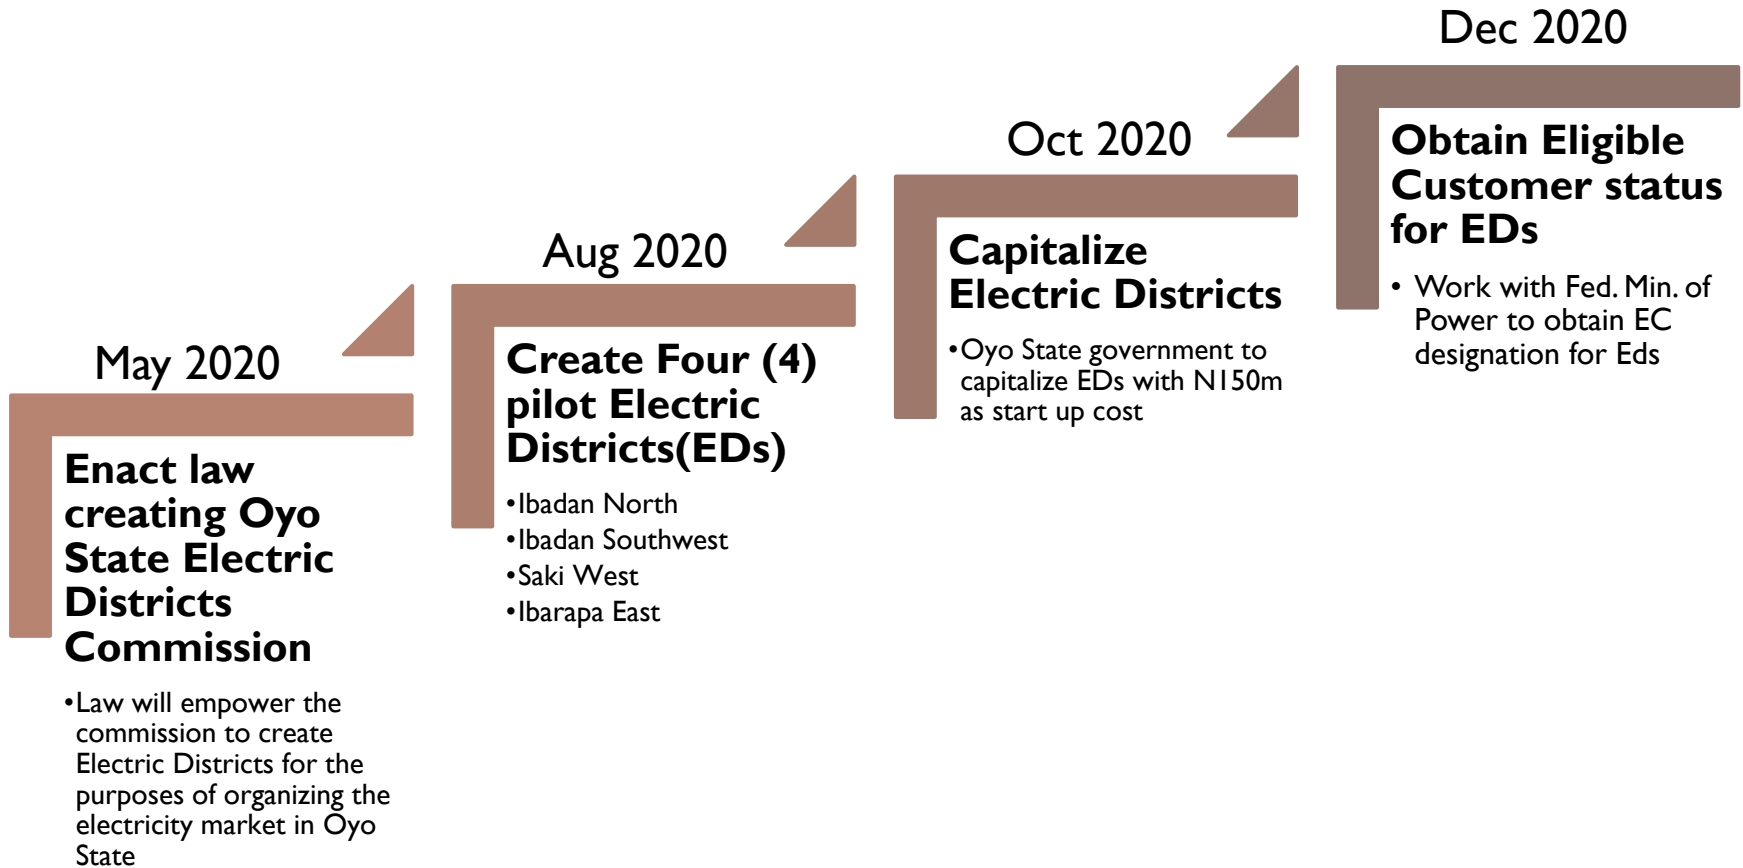 May 2020
Enact law
creating Oyo
State Electric
Districts
Commission
•Law will empower the
commission to create
Electric Districts for the
purposes of organizing the
electricity market in Oyo
State
Aug 2020
Create Four (4)
pilot Electric
Districts(EDs)
•Ibadan North
•Ibadan Southwest
•Saki West
•Ibarapa East
Oct 2020
Capitalize
Electric Districts
•Oyo State government to
capitalize EDs with N150m
as start up cost
Dec 2020
Obtain Eligible
Customer status
for EDs
• Work with Fed. Min. of
Power to obtain EC
designation for Eds